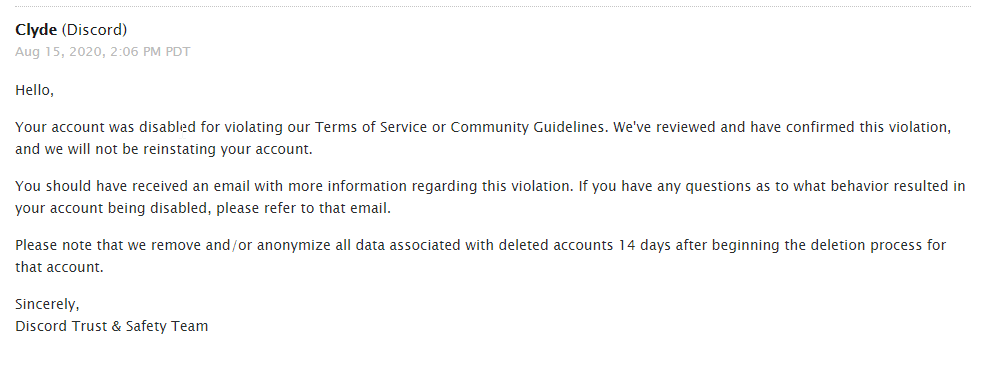 Clyde (Discord)
Aug 15, 2020, 2:06 PM PDT
Hello,
Your account was disabled for violating our Terms of Service or Community Guidelines. We've reviewed and have confirmed this violation,
and we will not be reinstating your account.
You should have received an email with more information regarding this violation. If you have any questions as to what behavior resulted in
your account being disabled, please refer to that email.
Please note that we remove and/or anonymize all data associated with deleted accounts 14 days after beginning the deletion process for
that account.
Sincerely,
Discord Trust & Safety Team